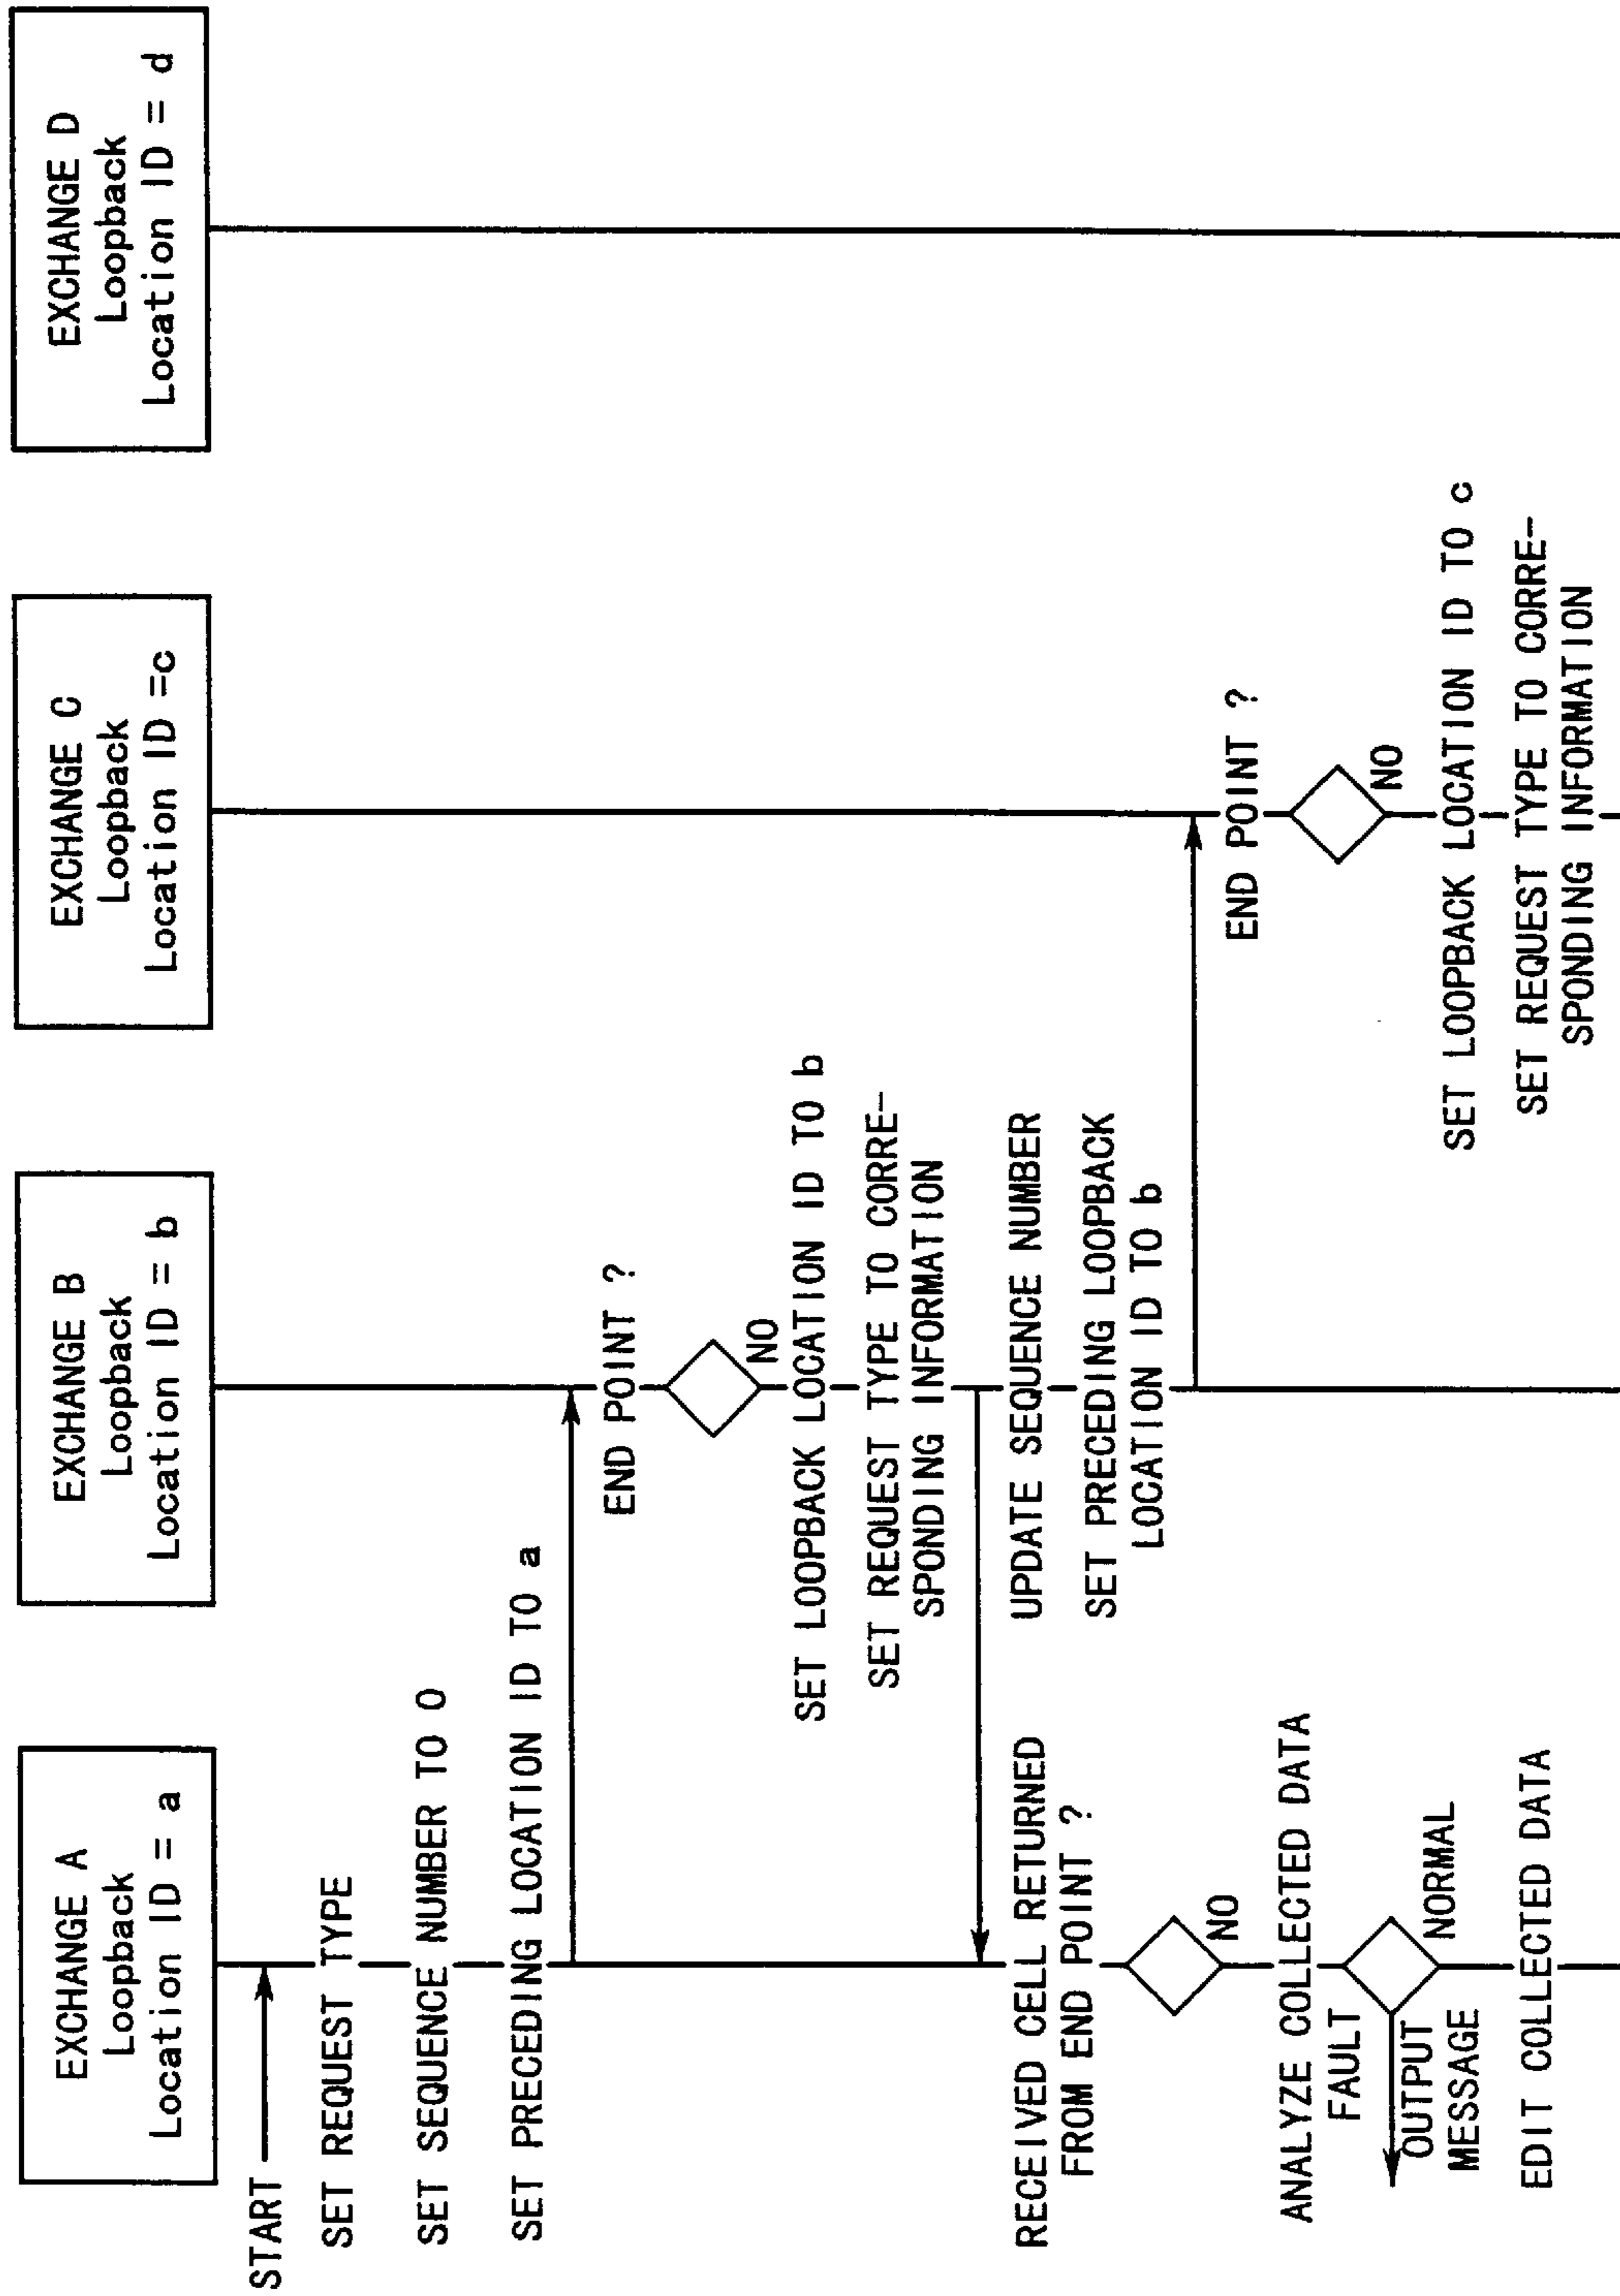 EXCHANGE A
Loopback
Location ID = a
EXCHANGE B
Loopback
Location ID = b
EXCHANGE C
Loopback
Location ID =c
EXCHANGE D
Loopback
Location ID = d
START
SET REQUEST TYPE
SET SEQUENCE NUMBER TO 0
SET PRECEDING LOCATION ID TO a
END POINT ?
NO
SET LOOPBACK LOCATION ID TO b
SET REQUEST TYPE TO CORRE-
SPONDING INFORMATION
RECEIVED CELL RETURNED
FROM END POINT ?
NO
ANALYZE COLLECTED DATA
FAULT
NORMAL
OUTPUT
MESSAGE
EDIT COLLECTED DATA
UPDATE SEQUENCE NUMBER
SET PRECEDING LOOPBACK
LOCATION ID TO b
END POINT ?
NO
SET LOOPBACK LOCATION ID TO c
SET REQUEST TYPE TO CORRE-
SPONDING INFORMATION